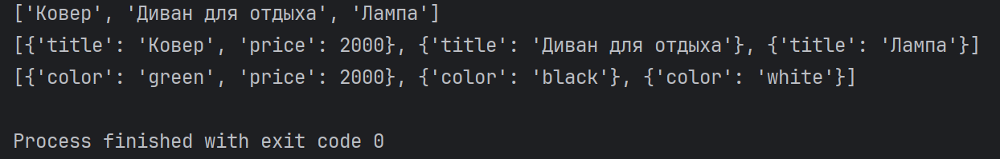 ['Ковер', 'Диван для отдыха', 'Лампа']
[{'title': 'Ковер', 'price': 2000}, {'title': 'Диван для отдыха'}, {'title': 'Лампа'}]
[{'color': 'green', 'price': 2000}, {'color': 'black'}, {'color': 'white'}]
Process finished with exit code 0